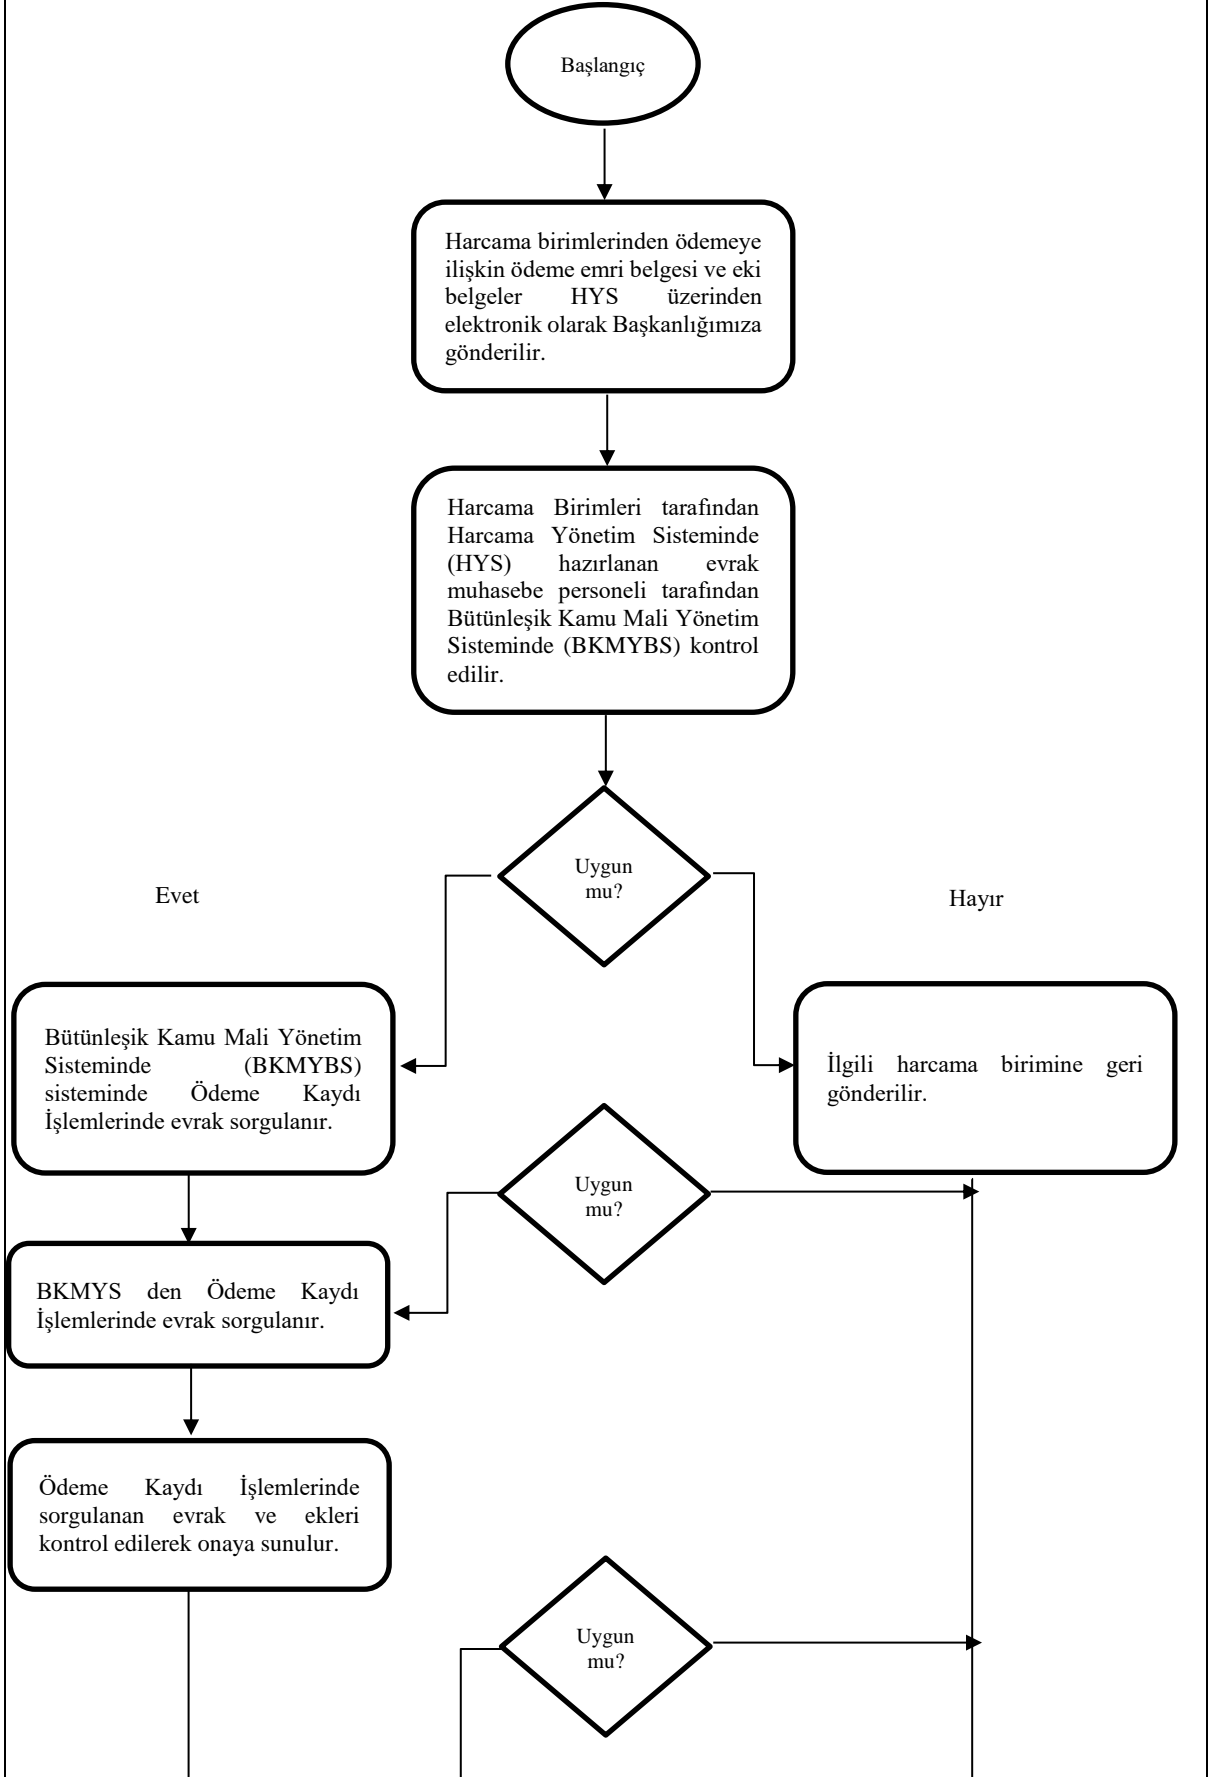 Başlangıç
Harcama birimlerinden ödemeye
ilişkin ödeme emri belgesi ve eki
belgeler HYS üzerinden
elektronik olarak Başkanlığımıza
gönderilir.
Harcama Birimleri tarafından
Harcama Yönetim Sisteminde
(HYS) hazırlanan evrak
muhasebe personeli tarafından
Bütünleşik Kamu Mali Yönetim
Sisteminde (BKMYBS) kontrol
edilir.
Uygun
mu?
Evet
Hayır
Bütünleşik Kamu Mali Yönetim
Sisteminde (BKMYBS)
sisteminde Ödeme Kaydı
İşlemlerinde evrak sorgulanır.
İlgili harcama birimine geri
gönderilir.
Uygun
mu?
BKMYS den Ödeme Kaydı
İşlemlerinde evrak sorgulanır.
Ödeme Kaydı İşlemlerinde
sorgulanan evrak ve ekleri
kontrol edilerek onaya sunulur.
Uygun
mu?